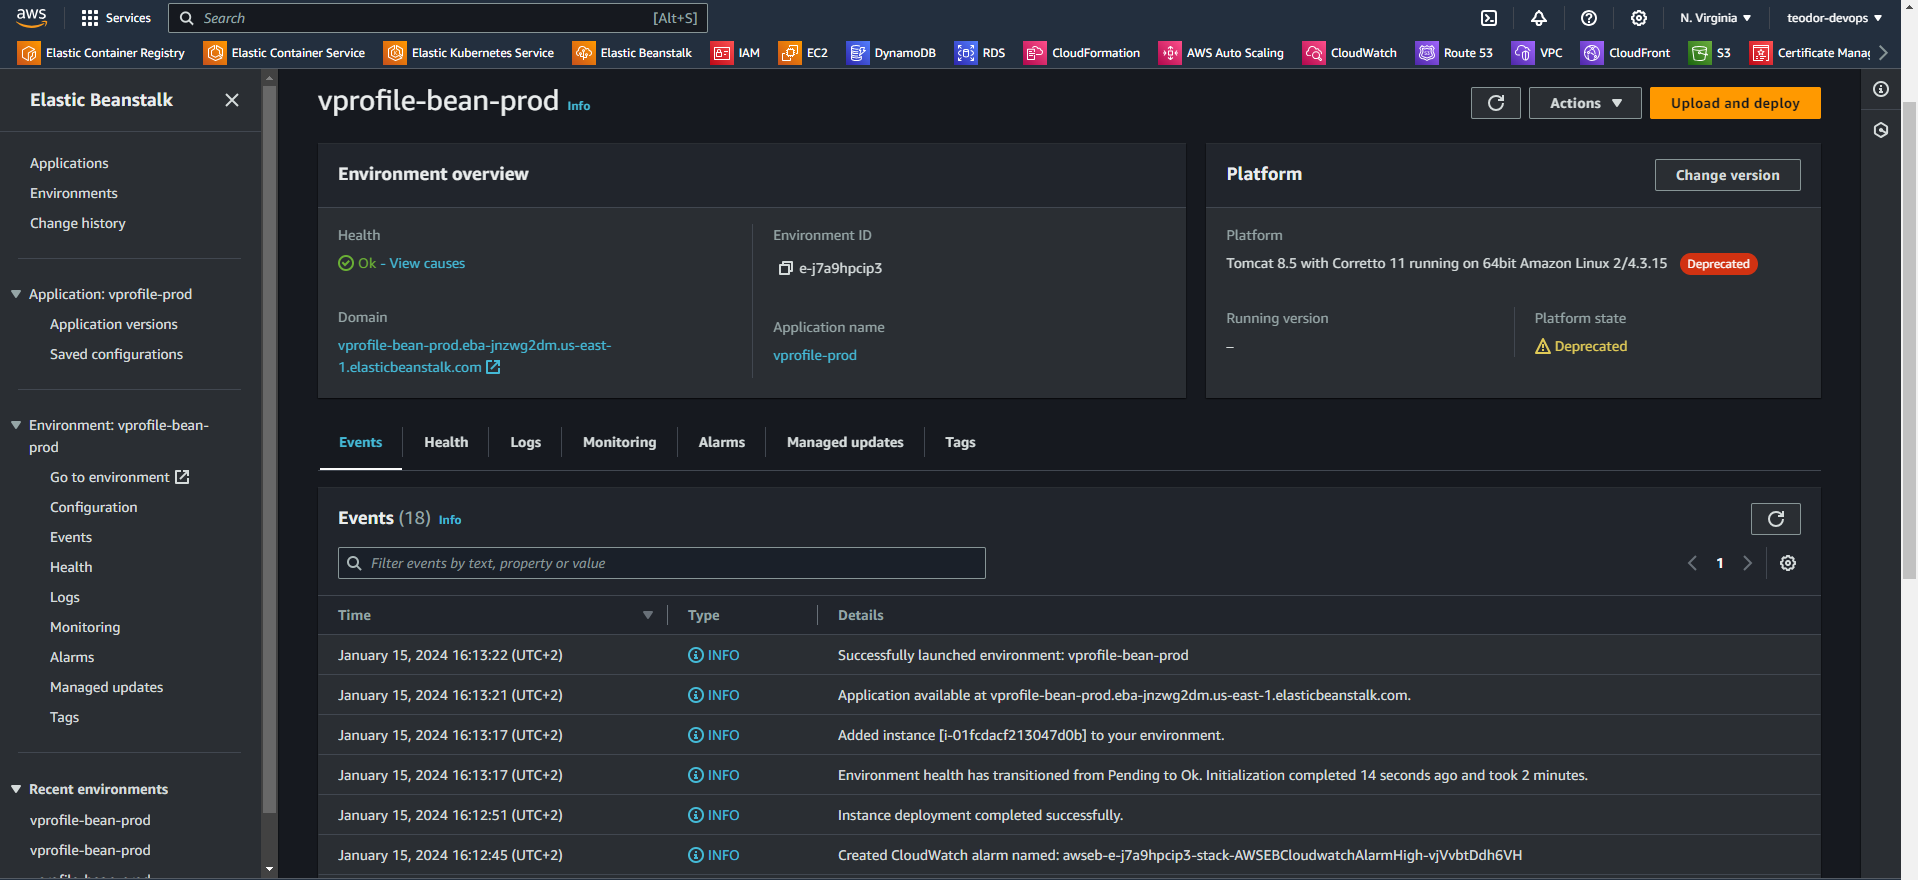 aws
Services
Search
[Alt+S]
N. Virginia
teodor-devops
Elastic Container Registry
Elastic Container Service
Elastic Kubernetes Service
Elastic Beanstalk
IAM
EC2
DynamoDB
RDS
CloudFormation
AWS Auto Scaling
CloudWatch
Route 53
VPC
CloudFront
S3
Certificate Manag
Elastic Beanstalk
Applications
Environments
Change history
Application: vprofile-prod
Application versions
Saved configurations
Environment: vprofile-bean-
prod
Go to environment
Configuration
Events
Health
Logs
Monitoring
Alarms
Managed updates
Tags
Recent environments
vprofile-bean-prod
vprofile-bean-prod
vprofile-bean-prod Info
Actions
Upload and deploy
Environment overview
Health
Ok - View causes
Domain
vprofile-bean-prod.eba-jnzwg2dm.us-east-
1.elasticbeanstalk.com
Environment ID
e-j7a9hpcip3
Application name
vprofile-prod
Platform
Change version
Platform
Tomcat 8.5 with Corretto 11 running on 64bit Amazon Linux 2/4.3.15 Deprecated
Running version
–
Platform state
Deprecated
Events
Health
Logs
Monitoring
Alarms
Managed updates
Tags
Events (18) Info
Filter events by text, property or value
1
Time Type Details
January 15, 2024 16:13:22 (UTC+2) INFO Successfully launched environment: vprofile-bean-prod
January 15, 2024 16:13:21 (UTC+2) INFO Application available at vprofile-bean-prod.eba-jnzwg2dm.us-east-1.elasticbeanstalk.com.
January 15, 2024 16:13:17 (UTC+2) INFO Added instance [i-01fcdacf213047d0b] to your environment.
January 15, 2024 16:13:17 (UTC+2) INFO Environment health has transitioned from Pending to Ok. Initialization completed 14 seconds ago and took 2 minutes.
January 15, 2024 16:12:51 (UTC+2) INFO Instance deployment completed successfully.
January 15, 2024 16:12:45 (UTC+2) INFO Created CloudWatch alarm named: awseb-e-j7a9hpcip3-stack-AWSEBCloudwatchAlarmHigh-vjVvbtDdh6VH